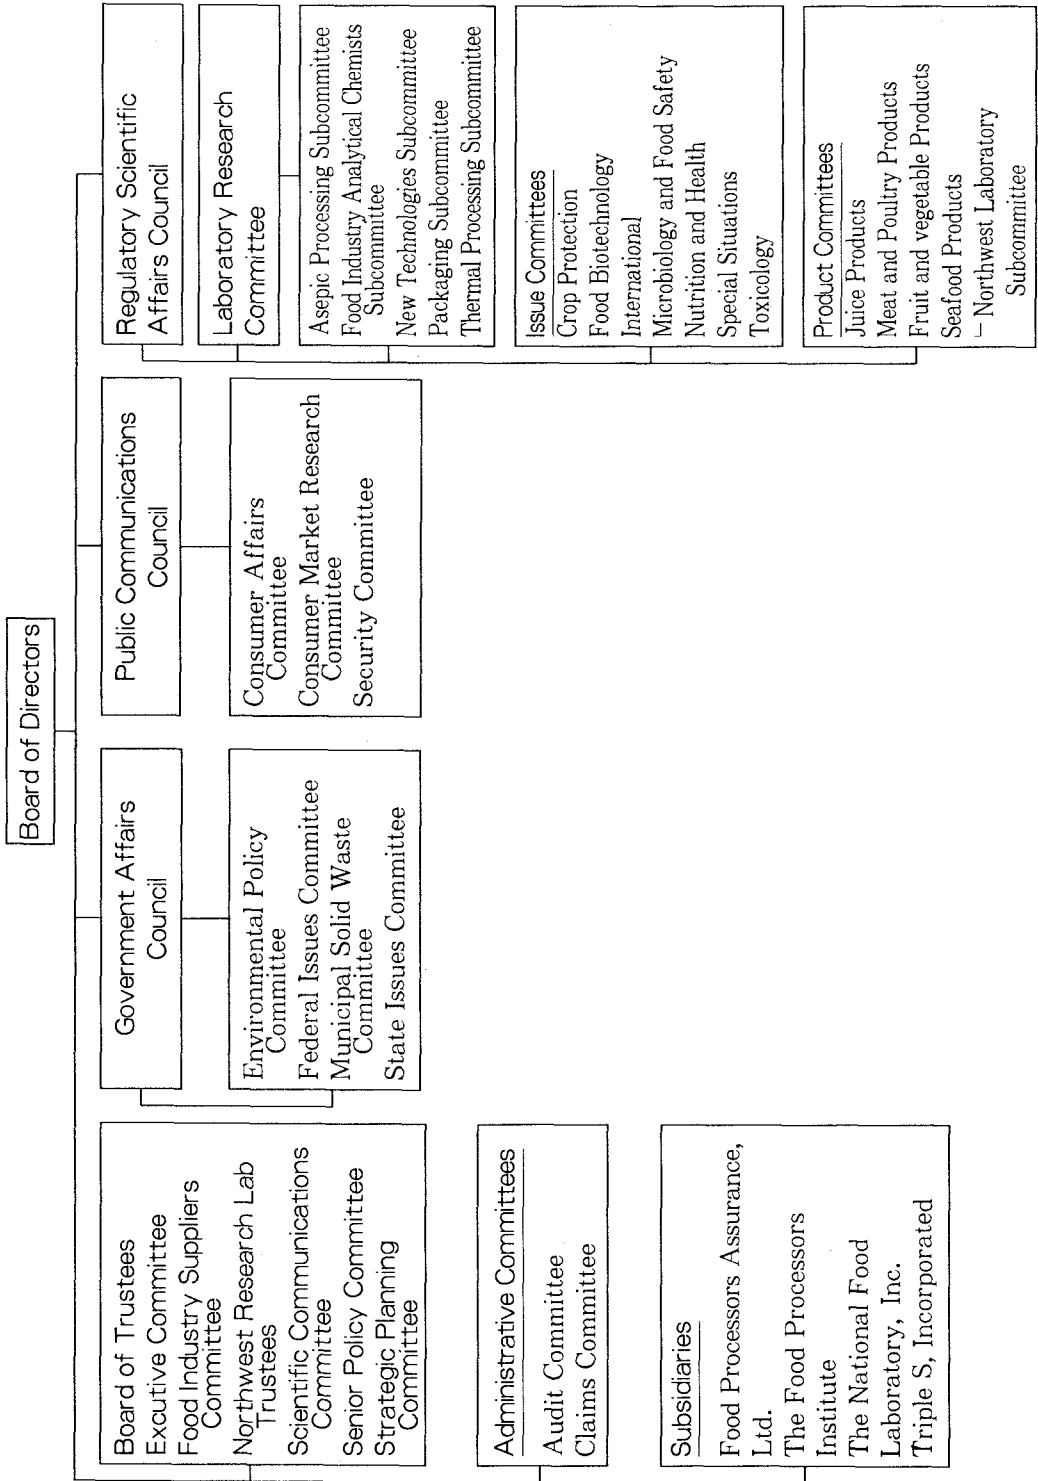 Board of Directors
Board of Trustees
Excutive Committee
Food Industry Suppliers
Committee
Northwest Research Lab
Trustees
Scientific Communications
Committee
Senior Policy Committee
Strategic Planning
Committee
Administrative Committees
Audit Committee
Claims Committee
Subsidiaries
Food Processors Assurance,
Ltd.
The Food Processors
Institute
The National Food
Laboratory, Inc.
Triple S, Incorporated
Government Affairs
Council
Environmental Policy
Committee
Federal Issues Committee
Municipal Solid Waste
Committee
State Issues Committee
Public Communications
Council
Consumer Affairs
Committee
Consumer Market Research
Committee
Security Committee
Regulatory Scientific
Affairs Council
Laboratory Research
Committee
Asepic Processing Subcommittee
Food Industry Analytical Chemists
Subcommittee
New Technologies Subcommittee
Packaging Subcommittee
Thermal Processing Subcommittee
Issue Committees
Crop Protection
Food Biotechnology
International
Microbiology and Food Safety
Nutrition and Health
Special Situations
Toxicology
Product Committees
Juice Products
Meat and Poultry Products
Fruit and vegetable Products
Seafood Products
Northwest Laboratory
Subcommittee